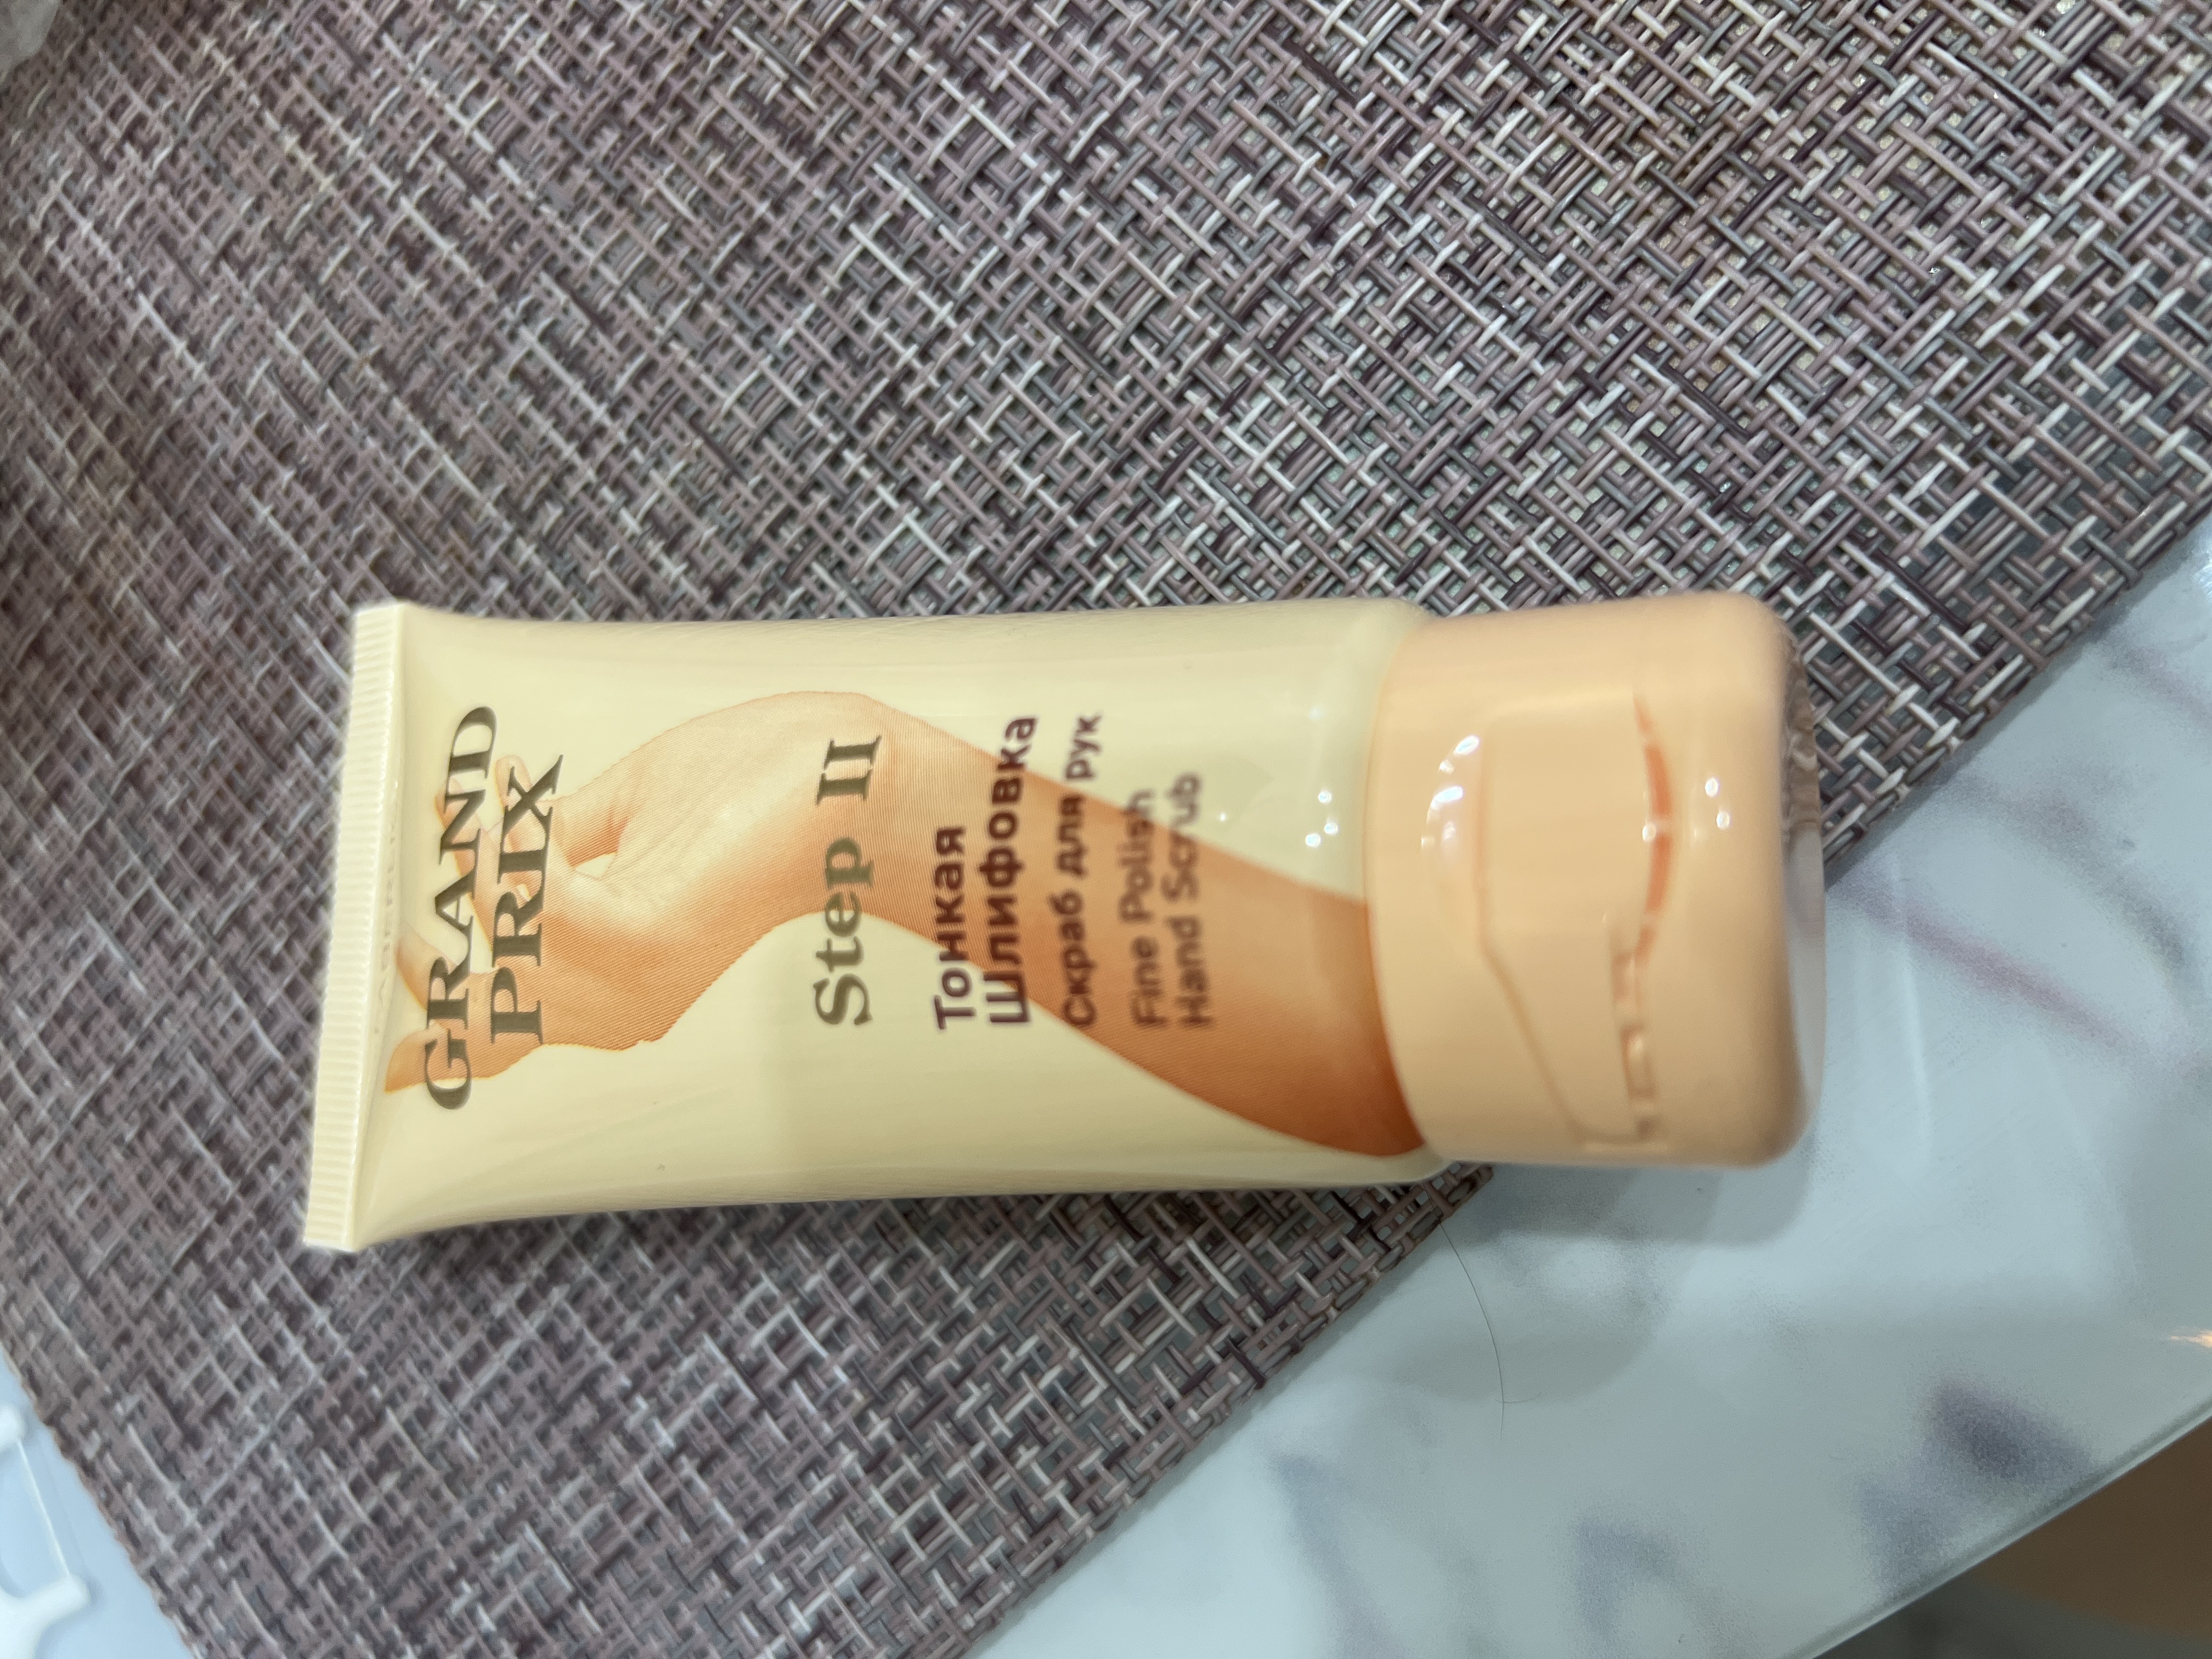 GRAND
PRIX
Step II
Тонкая
Шлифовка
Скраб для рук
Fine Polish
Hand Scrub